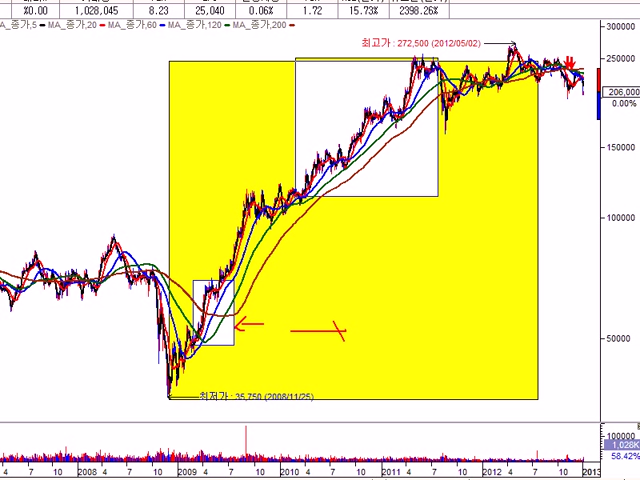 %0.00 1,028,045 8.23 25,040 0.06% 1.72 15.73% 2398.26%
A_종가,5 MA_종가,20 MA_종가,60 MA_종가,120 MA_종가,200
최고가 : 272,500 (2012/05/02)
300000
250000
206,000
0.00%
150000
100000
50000
최저가 : 35,750 (2008/11/25)
100000
1,028K
58.42%
4 7 10 2008 4 7 10 2009 4 7 10 2010 4 7 10 2011 4 7 10 2012 4 7 10 2013